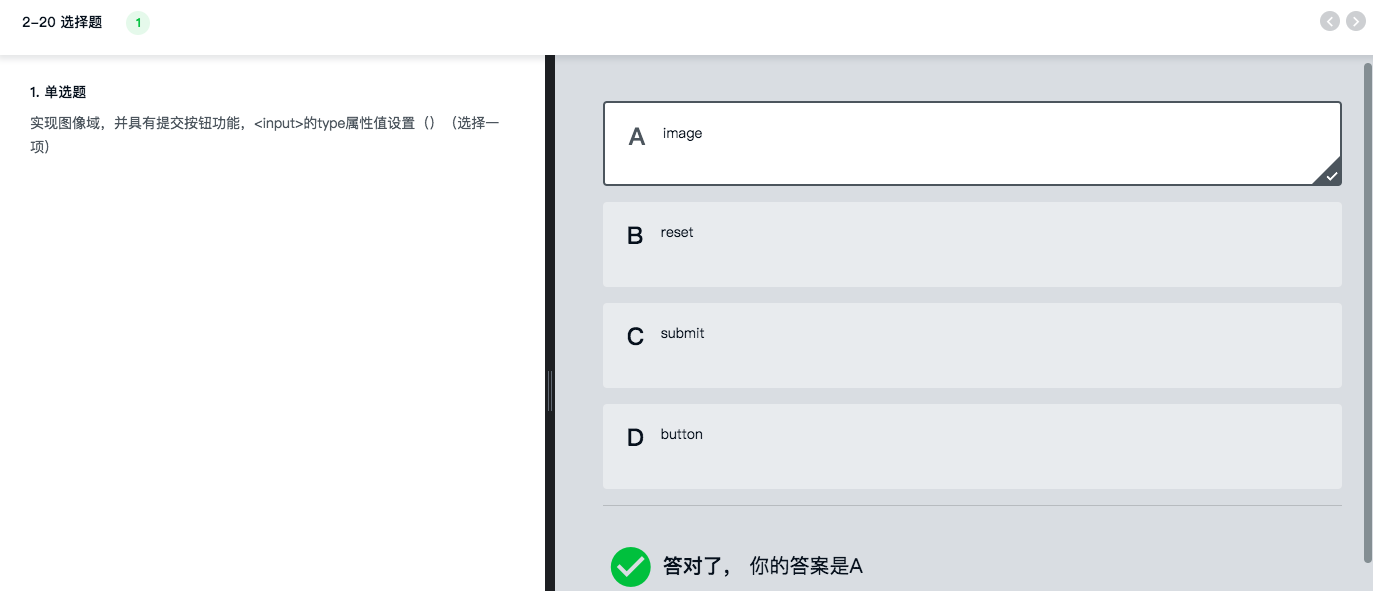 2-20 选择题 1
1. 单选题
实现图像域，并具有提交按钮功能，<input>的type属性值设置（）（选择一
项）
A image
B reset
C submit
D button
答对了， 你的答案是A